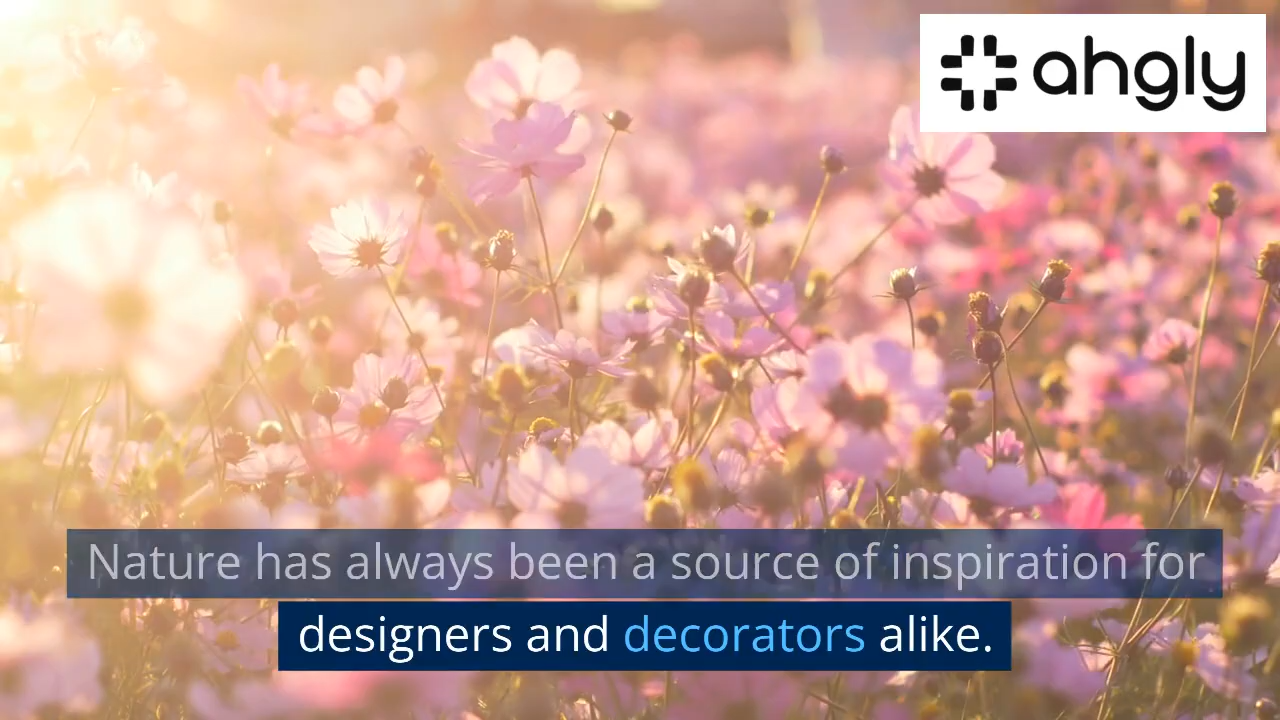 ahgly
Nature has always been a source of inspiration for
designers and decorators alike.